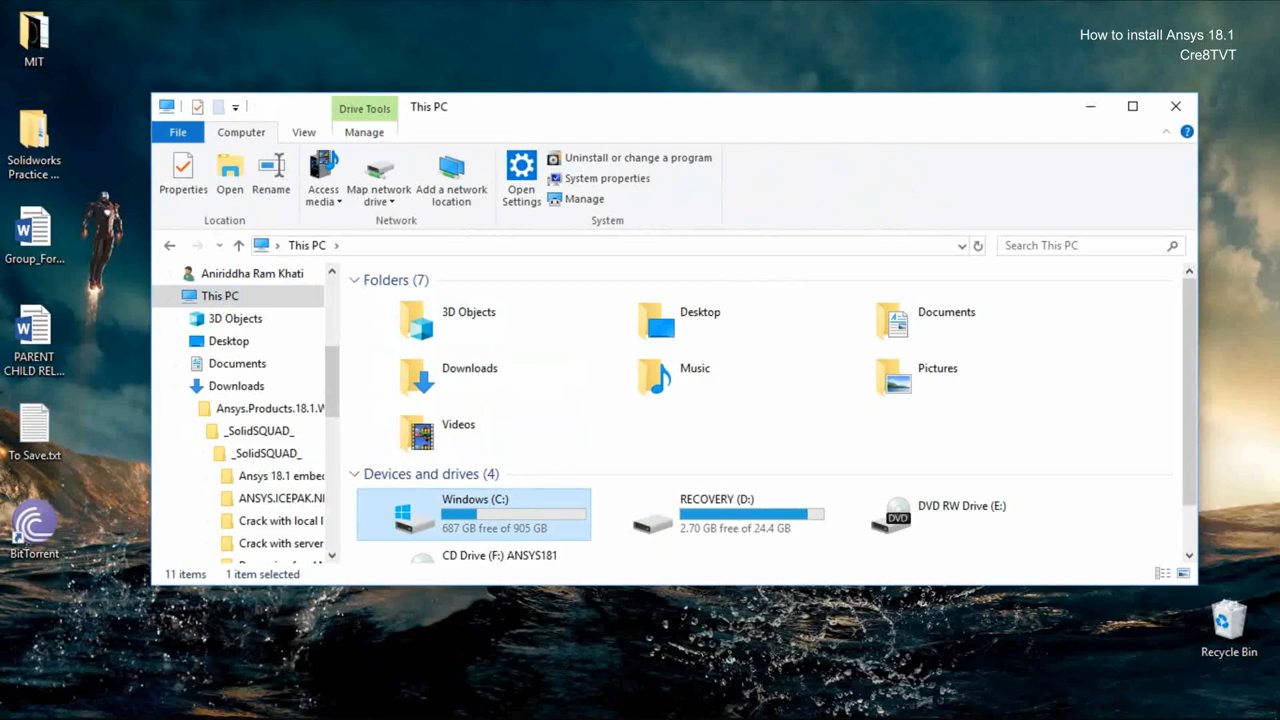 How to install Ansys 18.1
Cre8TVT
MIT
Solidworks
Practice ...
Group_For...
PARENT
CHILD REL...
To Save.txt
BitTorrent
Recycle Bin
Drive Tools
This PC
File
Computer
View
Manage
Properties
Open
Rename
Access
media
Map network
drive
Add a network
location
Open
Settings
Uninstall or change a program
System properties
Manage
Location
Network
System
This PC
Search This PC
Aniriddha Ram Khati
This PC
3D Objects
Desktop
Documents
Downloads
Ansys.Products.18.1.W
_SolidSQUAD_
_SolidSQUAD_
Ansys 18.1 embe
ANSYS.ICEPAK.NI
Crack with local l
Crack with server
Folders (7)
3D Objects
Desktop
Documents
Downloads
Music
Pictures
Videos
Devices and drives (4)
Windows (C:)
687 GB free of 905 GB
RECOVERY (D:)
2.70 GB free of 24.4 GB
DVD
DVD RW Drive (E:)
CD Drive (F:) ANSYS181
11 items
1 item selected